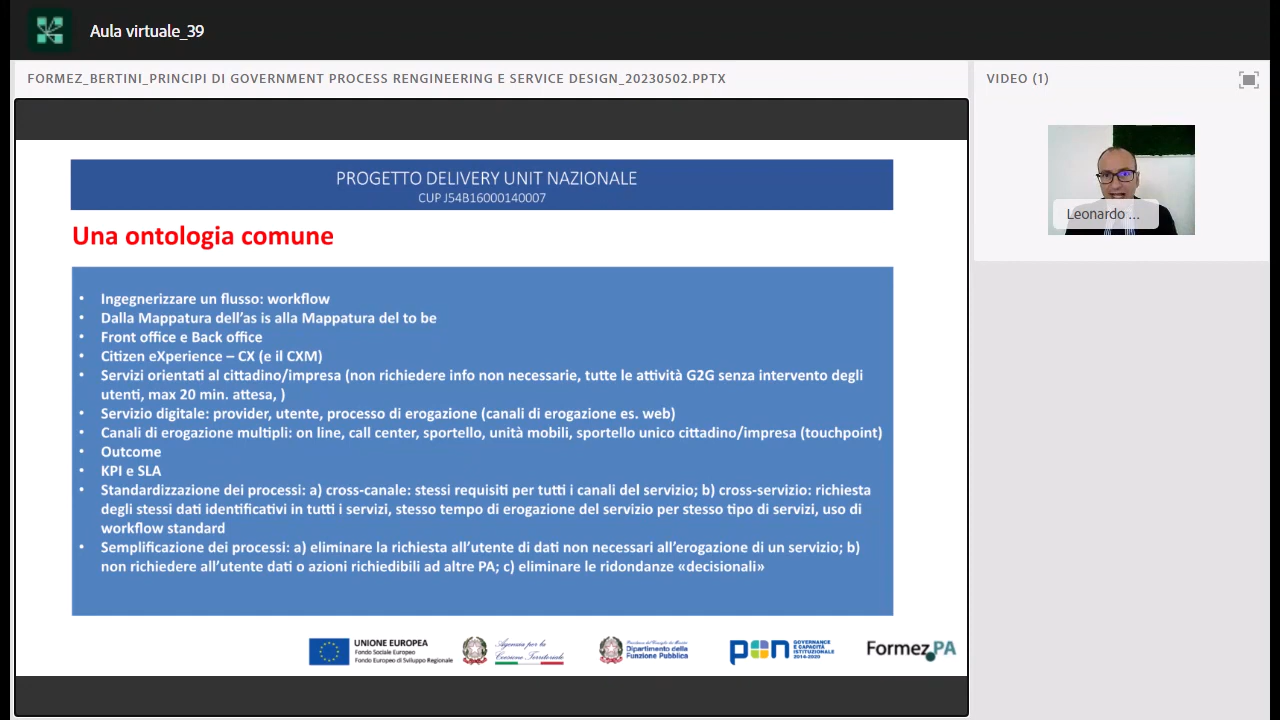 Aula virtuale_39
FORMEZ_BERTINI_PRINCIPI DI GOVERNMENT PROCESS RENGINEERING E SERVICE DESIGN_20230502.PPTX
VIDEO (1)
PROGETTO DELIVERY UNIT NAZIONALE
CUP J54B16000140007
Una ontologia comune
• Ingegnerizzare un flusso: workflow
• Dalla Mappatura dell'as is alla Mappatura del to be
• Front office e Back office
• Citizen eXperience – CX (e il CXM)
• Servizi orientati al cittadino/impresa (non richiedere info non necessarie, tutte le attività G2G senza intervento degli
utenti, max 20 min. attesa, )
• Servizio digitale: provider, utente, processo di erogazione (canali di erogazione es. web)
• Canali di erogazione multipli: on line, call center, sportello, unità mobili, sportello unico cittadino/impresa (touchpoint)
• Outcome
• KPI e SLA
• Standardizzazione dei processi: a) cross-canale: stessi requisiti per tutti i canali del servizio; b) cross-servizio: richiesta
degli stessi dati identificativi in tutti i servizi, stesso tempo di erogazione del servizio per stesso tipo di servizi, uso di
workflow standard
• Semplificazione dei processi: a) eliminare la richiesta all'utente di dati non necessari all'erogazione di un servizio; b)
non richiedere all'utente dati o azioni richiedibili ad altre PA; c) eliminare le ridondanze «decisionali»
Leonardo ...
UNIONE EUROPEA
Fondo Sociale Europeo
Fondo Europeo di Sviluppo Regionale
Agenzia per la
Coesione Territoriale
Presidenza del Consiglio dei Ministri
Dipartimento della
Funzione Pubblica
pon
GOVERNANCE
E CAPACITÀ
ISTITUZIONALE
2014-2020
Formez PA